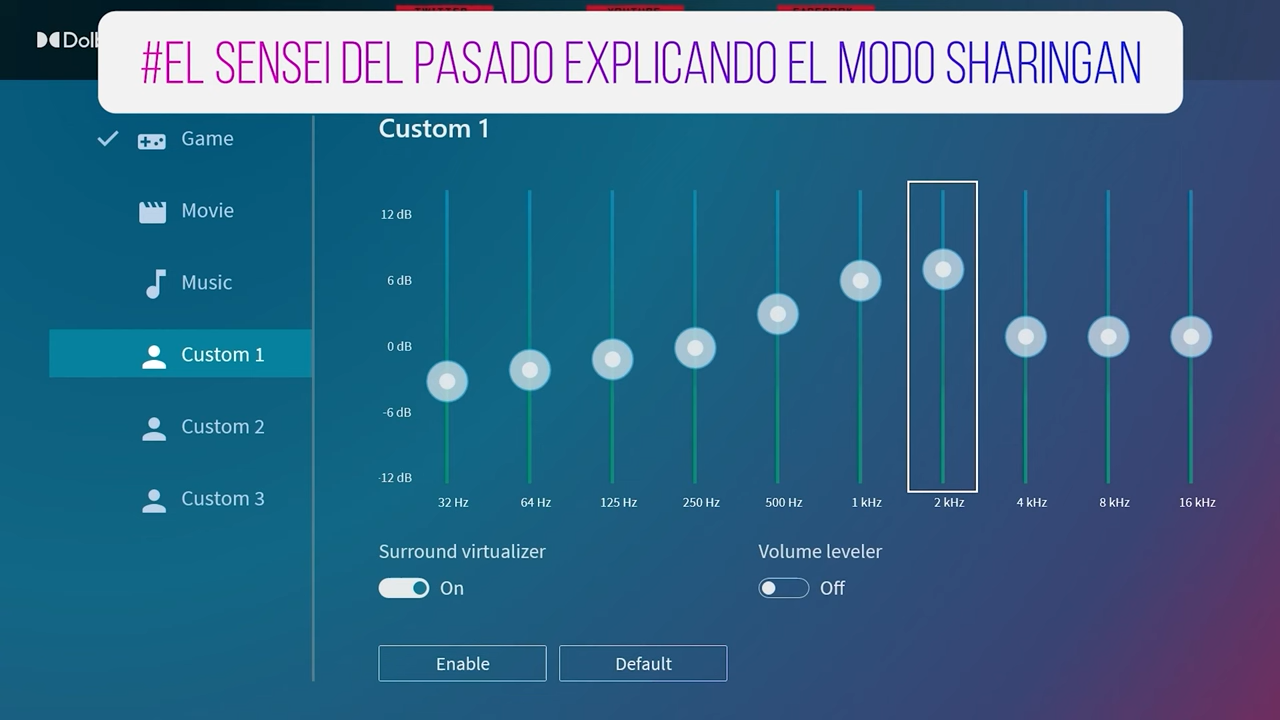 #EL SENSEI DEL PASADO EXPLICANDO EL MODO SHARINGAN
Game
Movie
Music
Custom 1
Custom 2
Custom 3
Custom 1
12 dB
6 dB
0 dB
-6 dB
-12 dB
32 Hz 64 Hz 125 Hz 250 Hz 500 Hz 1 kHz 2 kHz 4 kHz 8 kHz 16 kHz
Surround virtualizer
On
Volume leveler
Off
Enable
Default